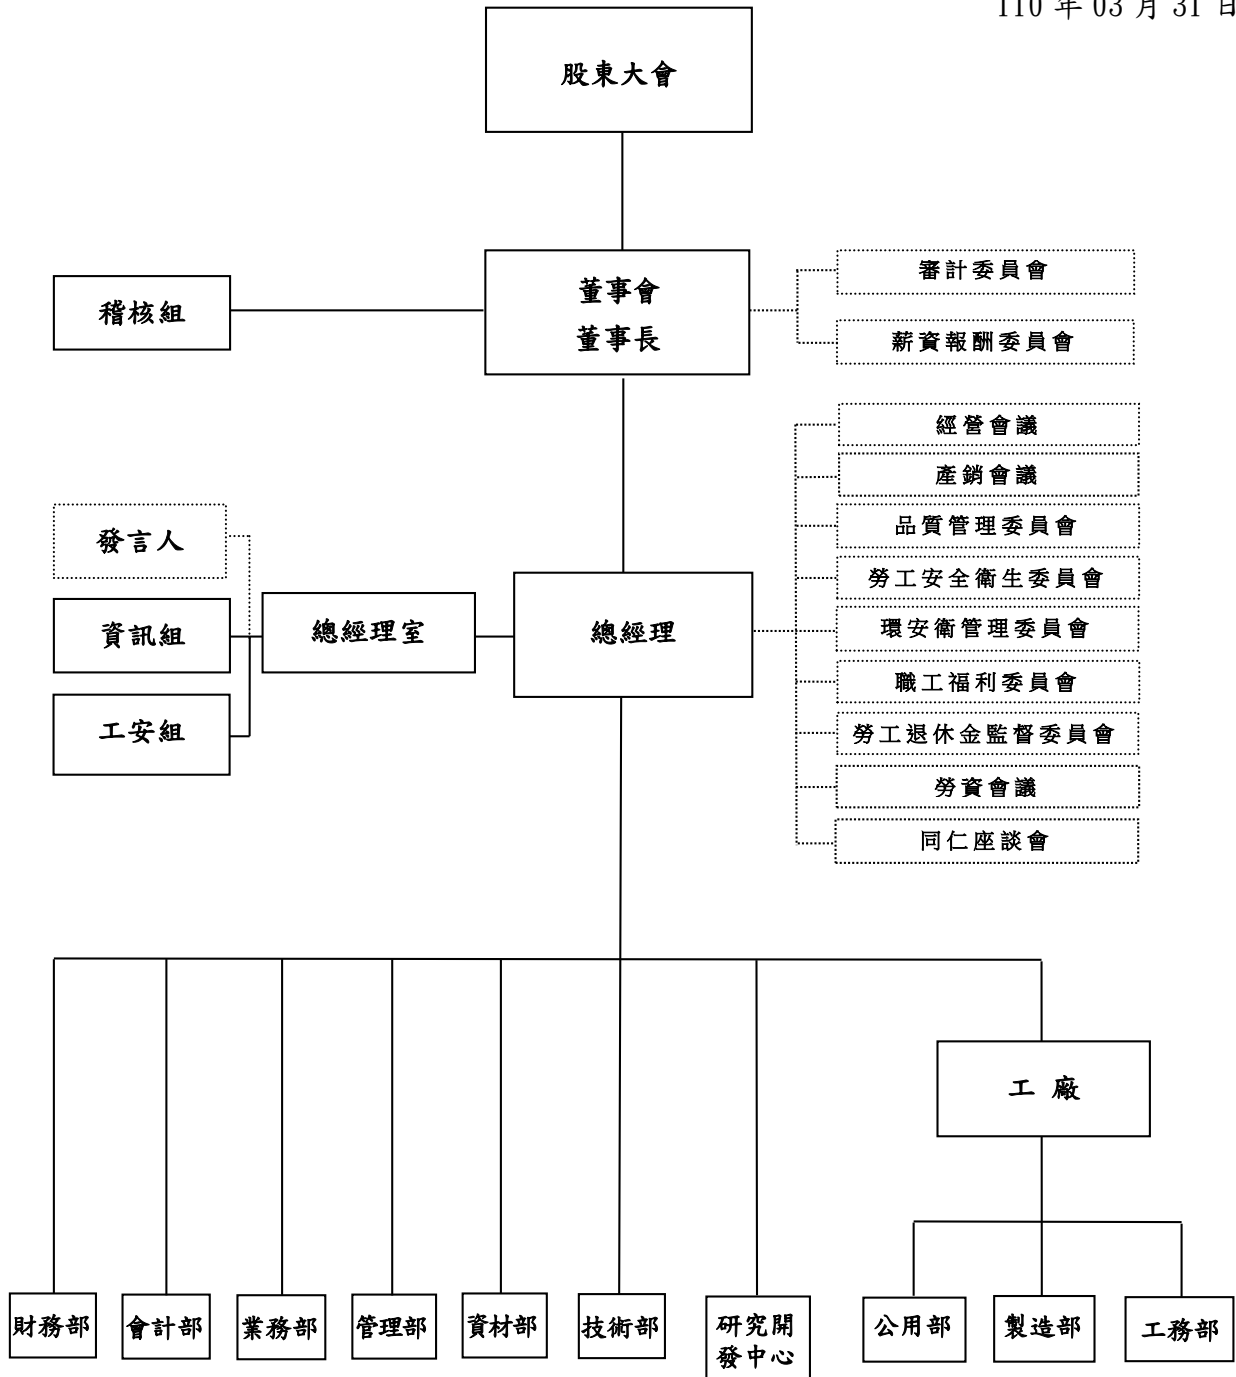 110 年 03 月 31 日
股東大會
稽核組
董事會
董事長
審計委員會
薪資報酬委員會
經營會議
產銷會議
品質管理委員會
勞工安全衛生委員會
環安衛管理委員會
職工福利委員會
勞工退休金監督委員會
勞資會議
同仁座談會
發言人
資訊組
工安組
總經理室
總經理
工 廠
財務部
會計部
業務部
管理部
資材部
技術部
研究開
發中心
公用部
製造部
工務部